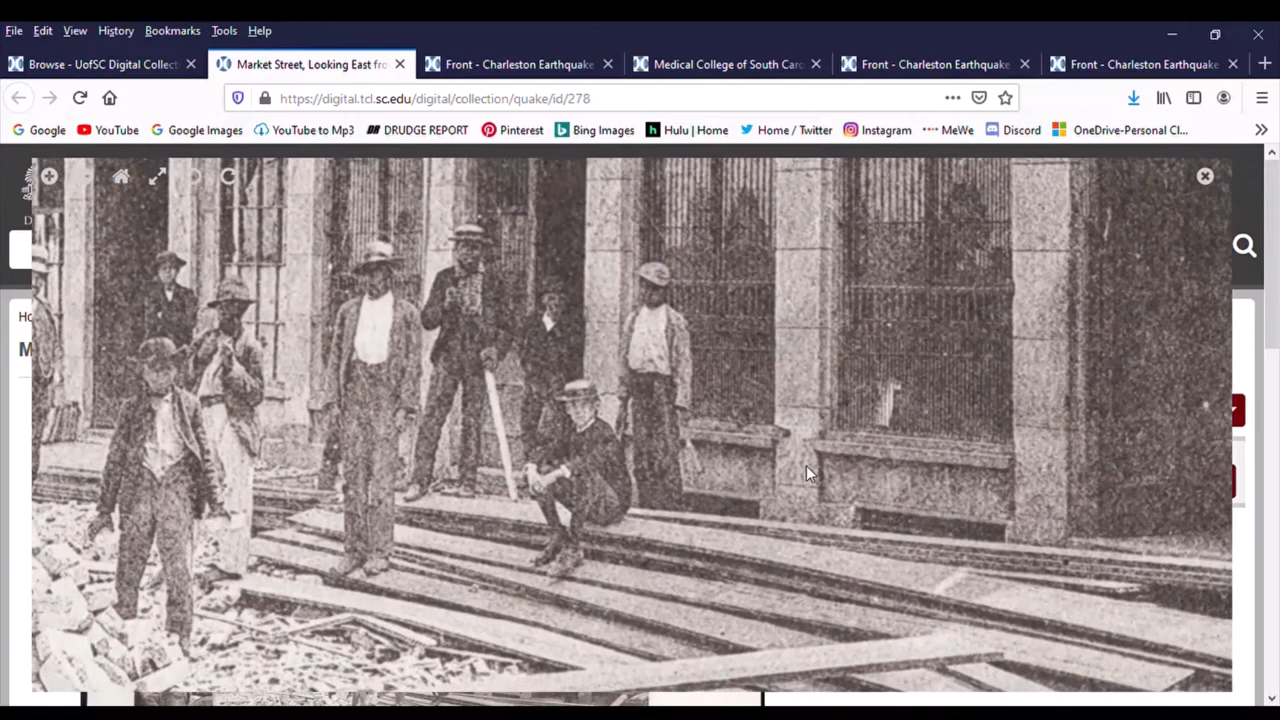 File Edit View History Bookmarks Tools Help
Browse - UofSC Digital Collect Market Street, Looking East fro Front - Charleston Earthquake Medical College of South Car Front - Charleston Earthquake Front - Charleston Earthquake
https://digital.tcl.sc.edu/digital/collection/quake/id/278
Google YouTube Google Images YouTube to Mp3 DRUDGE REPORT Pinterest Bing Images Hulu | Home Home / Twitter Instagram MeWe Discord OneDrive-Personal Cl...
D
Ho
M